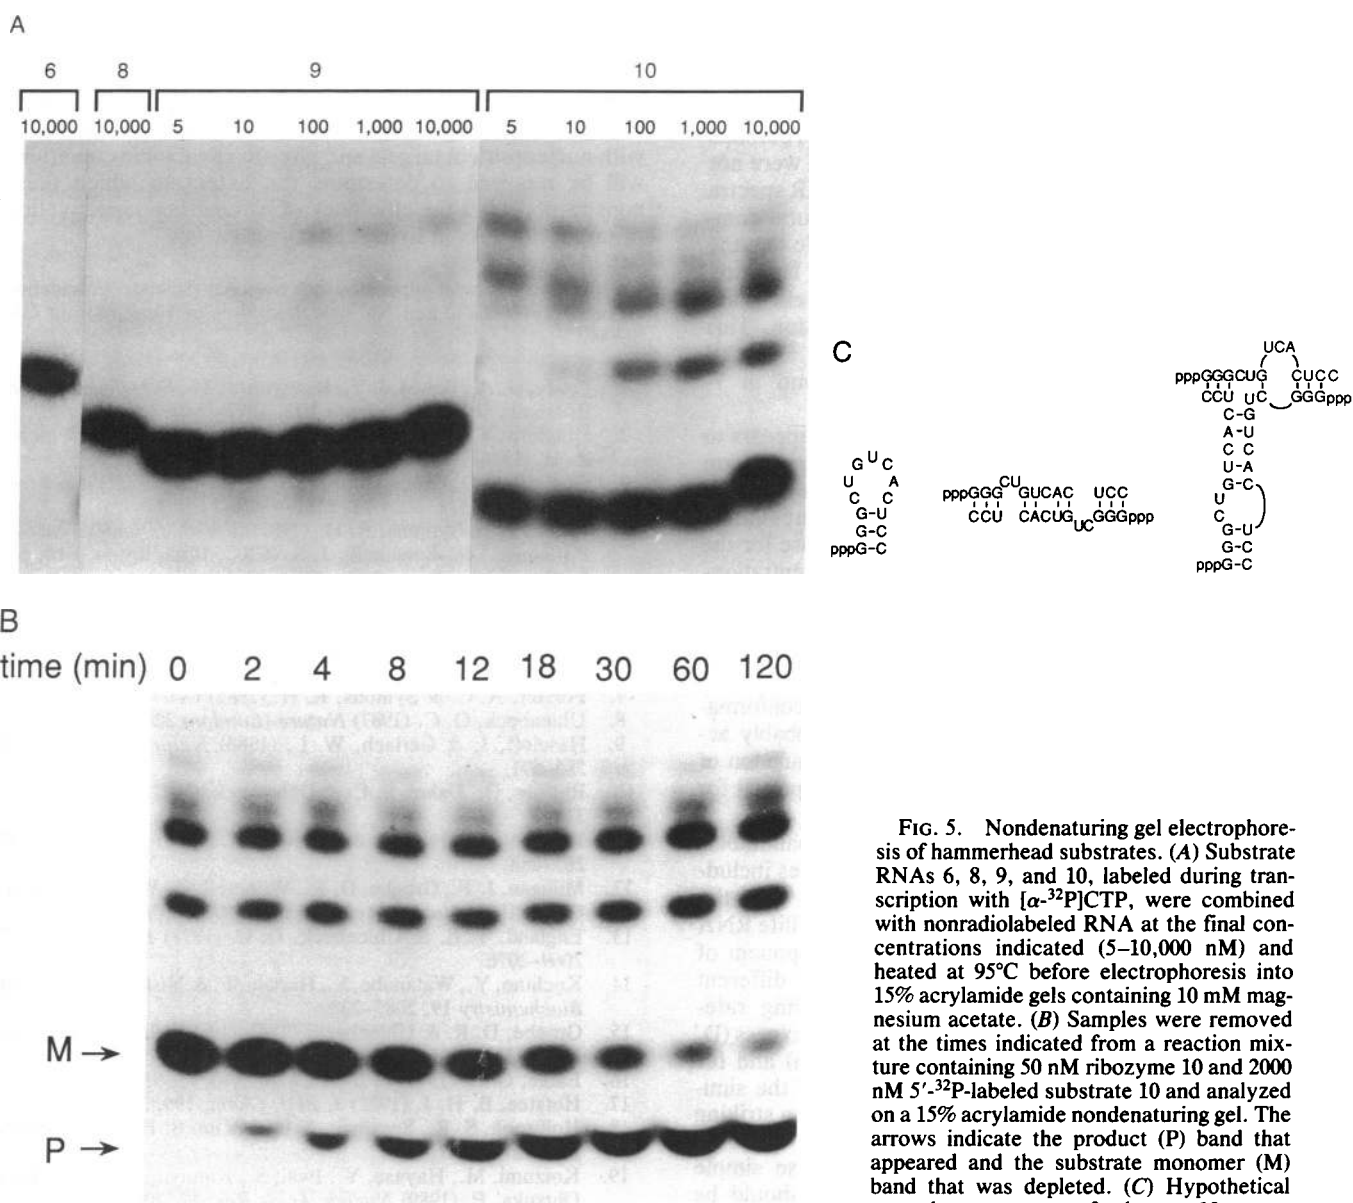 A
6 8 9 10
10,000 10,000 5 10 100 1,000 10,000 5 10 100 1,000 10,000
B
time (min) 0 2 4 8 12 18 30 60 120
M
P
C
G U C
U A
C C
G-U
G-C
pppG-C
pppGGG CU GUCAC UCC
CCU CACUG UC GGGppp
UCA
pppGGGCUG CUCC
CCU UC GGGppp
U U
C-G
A-U
C C
U-A
G-C
U
C
G U
G-C
pppG-C
FIG. 5. Nondenaturing gel electrophore-
sis of hammerhead substrates. (A) Substrate
RNAs 6, 8, 9, and 10, labeled during tran-
scription with [α-³²P]CTP, were combined
with nonradiolabeled RNA at the final con-
centrations indicated (5–10,000 nM) and
heated at 95°C before electrophoresis into
15% acrylamide gels containing 10 mM mag-
nesium acetate. (B) Samples were removed
at the times indicated from a reaction mix-
ture containing 50 nM ribozyme 10 and 2000
nM 5′-³²P-labeled substrate 10 and analyzed
on a 15% acrylamide nondenaturing gel. The
arrows indicate the product (P) band that
appeared and the substrate monomer (M)
band that was depleted. (C) Hypothetical